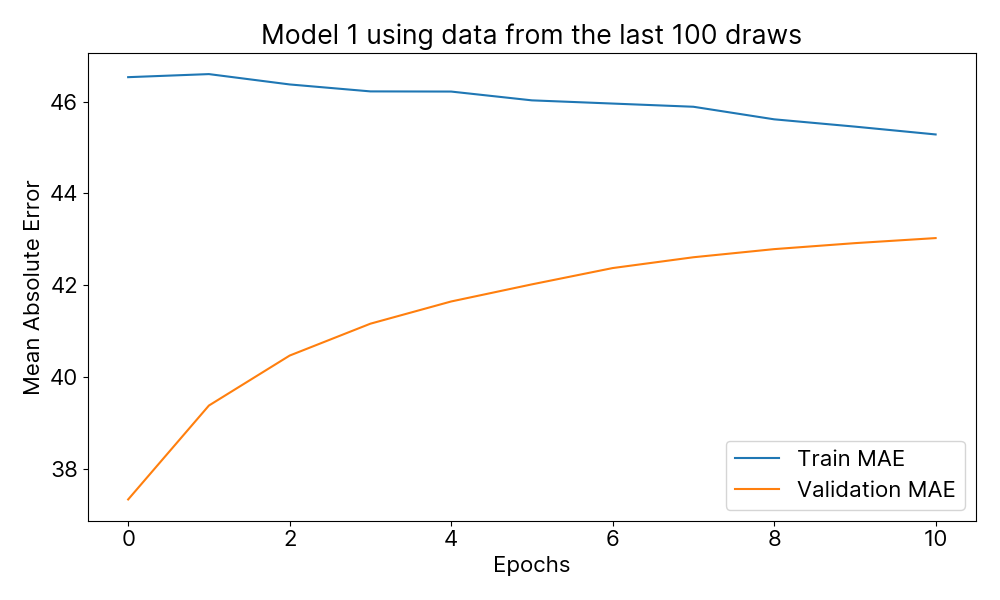 Model 1 using data from the last 100 draws
Mean Absolute Error
46
44
42
40
38
Train MAE
Validation MAE
0 2 4 6 8 10
Epochs